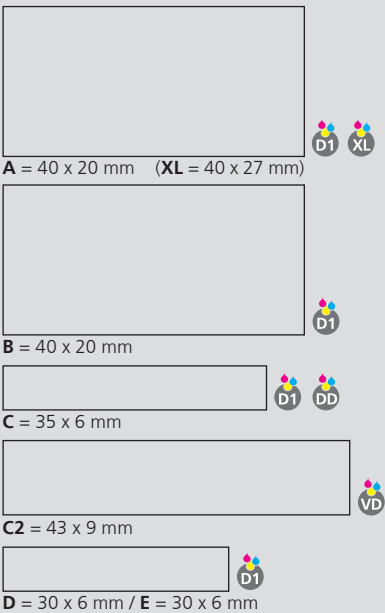 D1 XL
A = 40 x 20 mm (XL = 40 x 27 mm)
D1
B = 40 x 20 mm
D1 DD
C = 35 x 6 mm
VD
C2 = 43 x 9 mm
D1
D = 30 x 6 mm / E = 30 x 6 mm